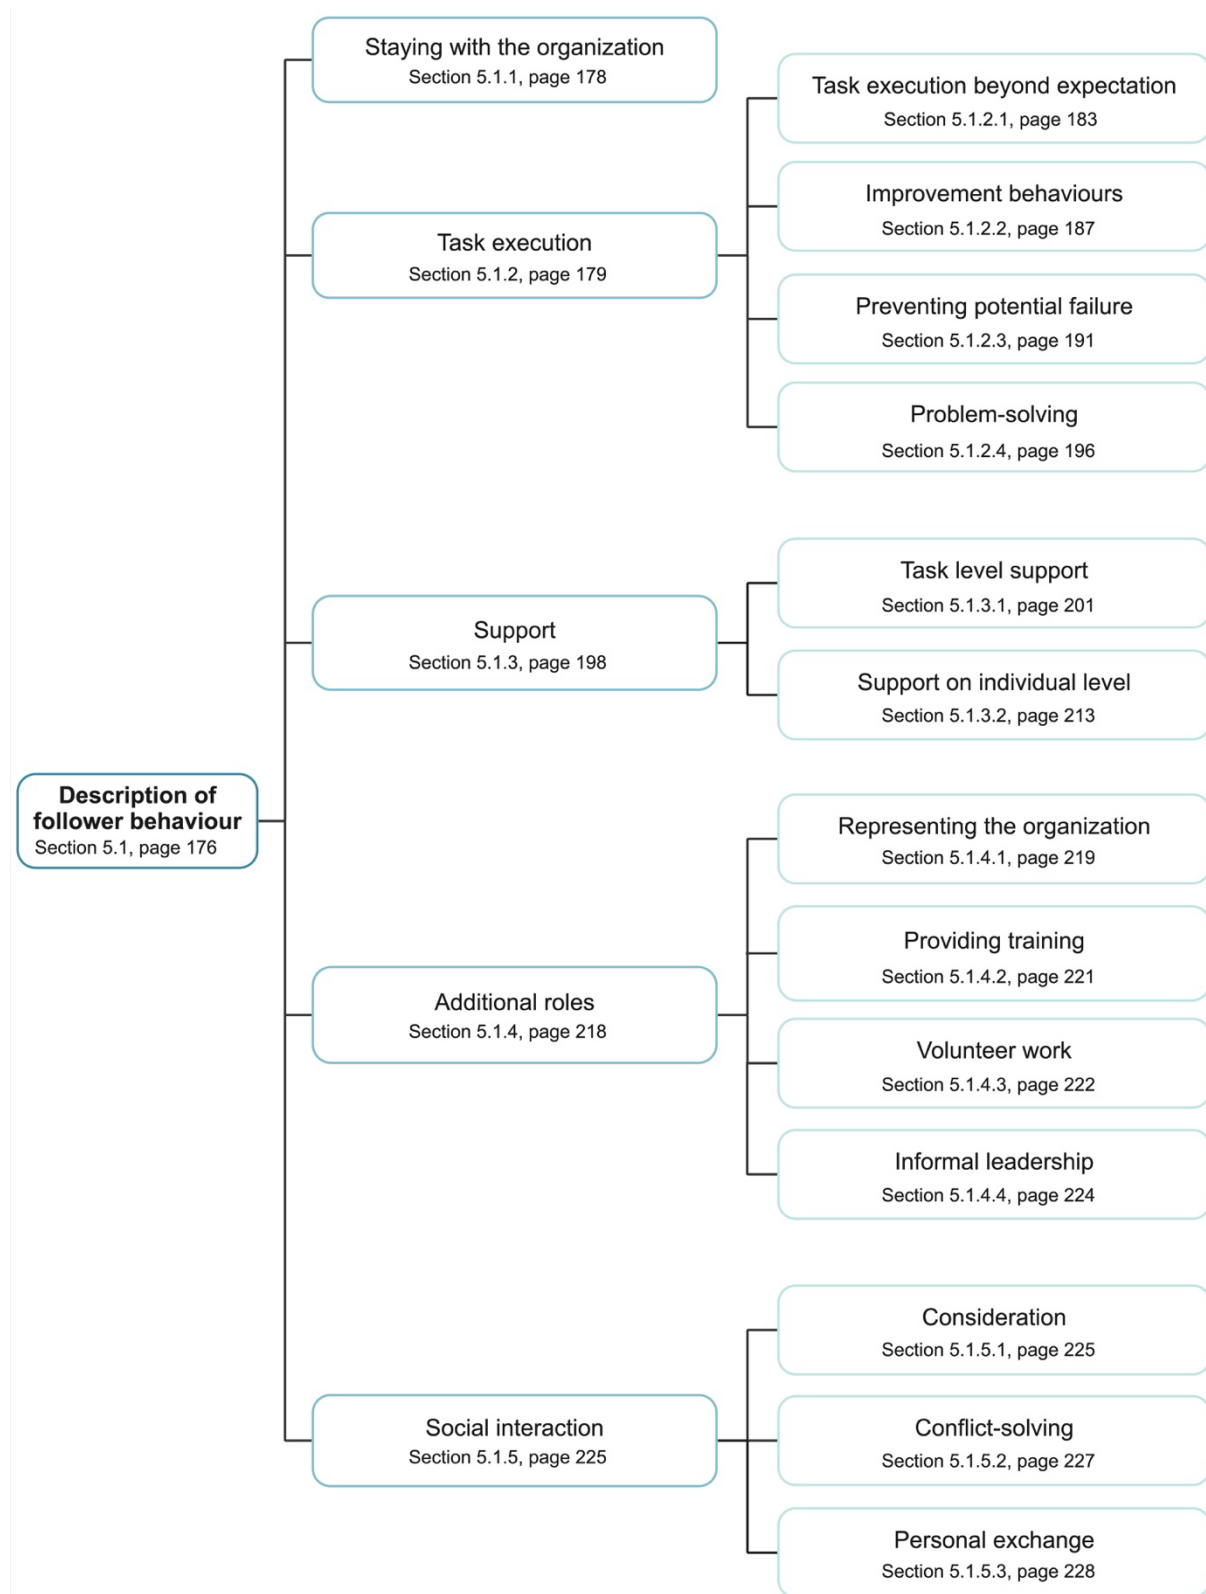 Staying with the organization
Section 5.1.1, page 178
Task execution beyond expectation
Section 5.1.2.1, page 183
Improvement behaviours
Section 5.1.2.2, page 187
Task execution
Section 5.1.2, page 179
Preventing potential failure
Section 5.1.2.3, page 191
Problem-solving
Section 5.1.2.4, page 196
Task level support
Section 5.1.3.1, page 201
Support
Section 5.1.3, page 198
Support on individual level
Section 5.1.3.2, page 213
Description of
follower behaviour
Section 5.1, page 176
Representing the organization
Section 5.1.4.1, page 219
Providing training
Section 5.1.4.2, page 221
Additional roles
Section 5.1.4, page 218
Volunteer work
Section 5.1.4.3, page 222
Informal leadership
Section 5.1.4.4, page 224
Consideration
Section 5.1.5.1, page 225
Social interaction
Section 5.1.5, page 225
Conflict-solving
Section 5.1.5.2, page 227
Personal exchange
Section 5.1.5.3, page 228